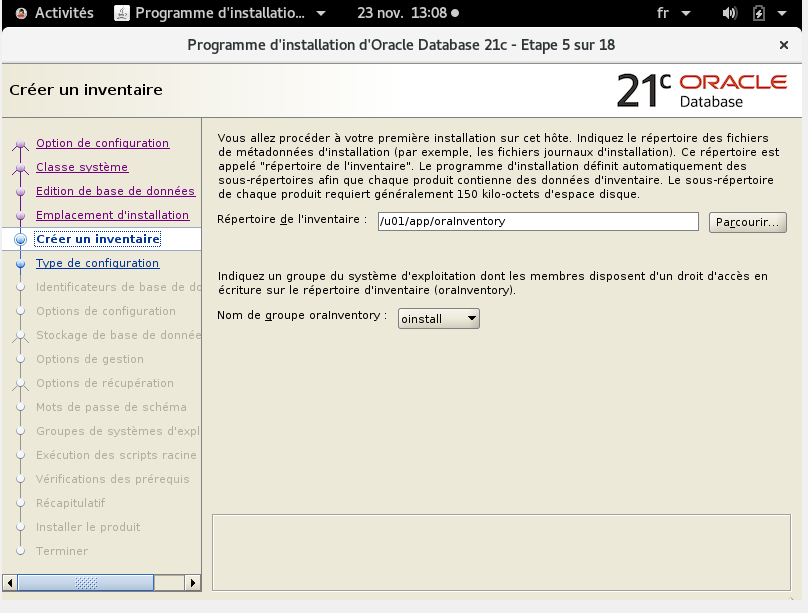 Activités Programme d'installatio... 23 nov. 13:08 fr
Programme d'installation d'Oracle Database 21c - Etape 5 sur 18
Créer un inventaire
21c ORACLE
Database
Option de configuration
Classe système
Edition de base de données
Emplacement d'installation
Créer un inventaire
Type de configuration
Identificateurs de base de do
Options de configuration
Stockage de base de donnée
Options de gestion
Options de récupération
Mots de passe de schéma
Groupes de systèmes d'expl
Exécution des scripts racine
Vérifications des prérequis
Récapitulatif
Installer le produit
Terminer
Vous allez procéder à votre première installation sur cet hôte. Indiquez le répertoire des fichiers
de métadonnées d'installation (par exemple, les fichiers journaux d'installation). Ce répertoire est
appelé "répertoire de l'inventaire". Le programme d'installation définit automatiquement des
sous-répertoires afin que chaque produit contienne des données d'inventaire. Le sous-répertoire
de chaque produit requiert généralement 150 kilo-octets d'espace disque.
Répertoire de l'inventaire : /u01/app/oraInventory Parcourir...
Indiquez un groupe du système d'exploitation dont les membres disposent d'un droit d'accès en
écriture sur le répertoire d'inventaire (oraInventory).
Nom de groupe oraInventory : oinstall